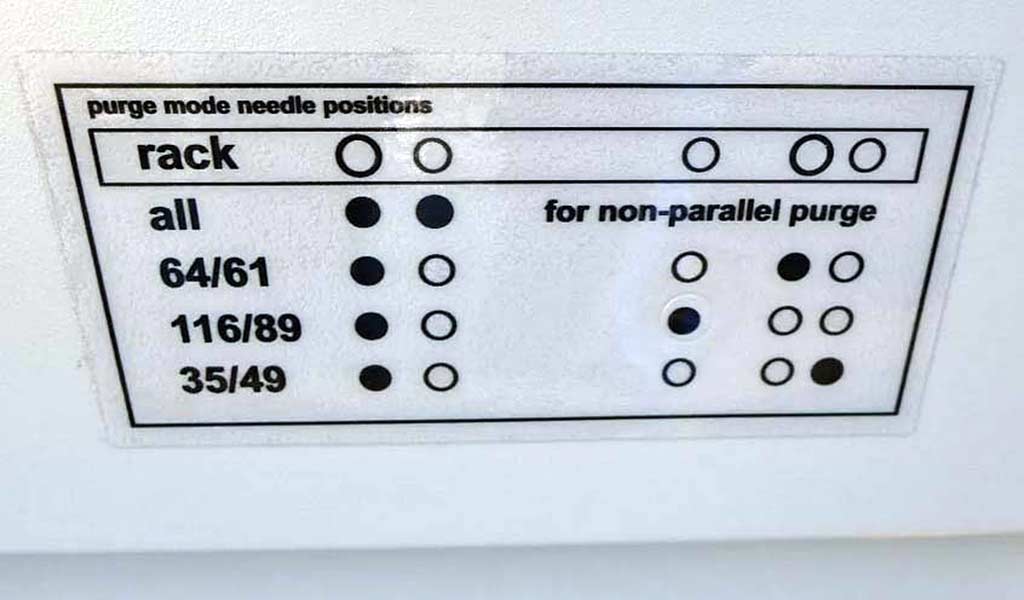 purge mode needle positions
rack
all
for non-parallel purge
64/61
116/89
35/49